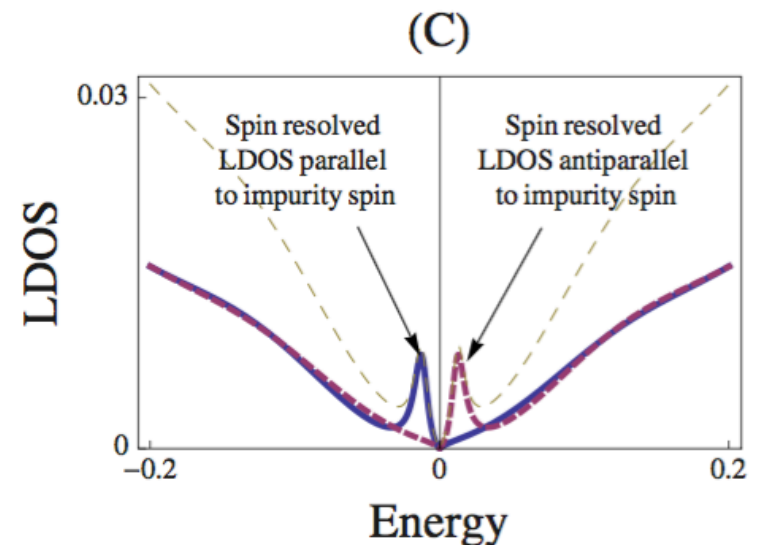 (C)
0.03
Spin resolved
LDOS parallel
to impurity spin
Spin resolved
LDOS antiparallel
to impurity spin
LDOS
0
−0.2
0
0.2
Energy